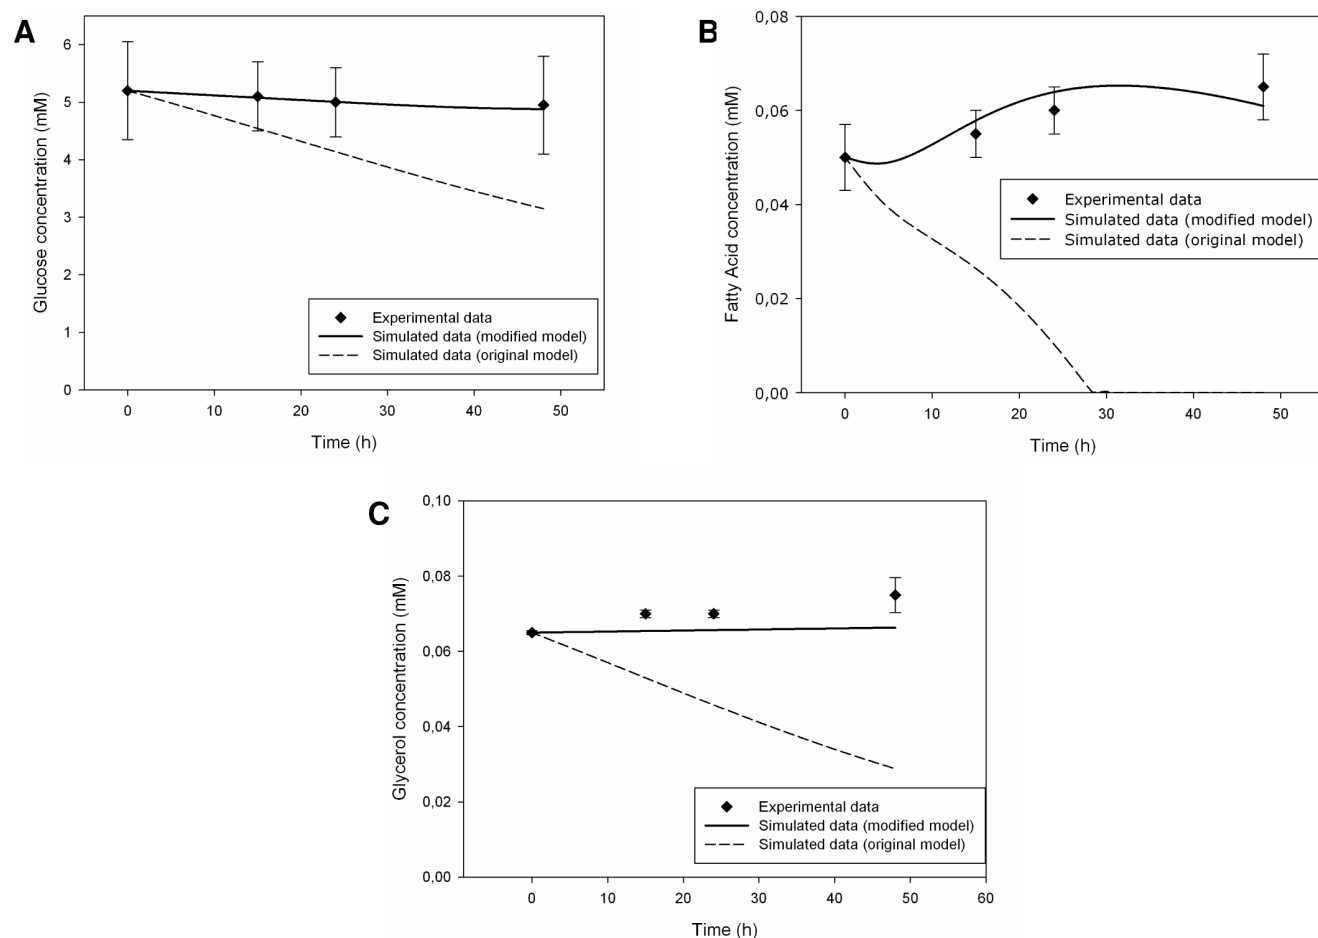 A
Glucose concentration (mM)
6
5
4
3
2
1
0
0 10 20 30 40 50
Time (h)
Experimental data
Simulated data (modified model)
Simulated data (original model)
B
Fatty Acid concentration (mM)
0,08
0,06
0,04
0,02
0,00
0 10 20 30 40 50
Time (h)
Experimental data
Simulated data (modified model)
Simulated data (original model)
C
Glycerol concentration (mM)
0,10
0,08
0,06
0,04
0,02
0,00
0 10 20 30 40 50 60
Time (h)
Experimental data
Simulated data (modified model)
Simulated data (original model)